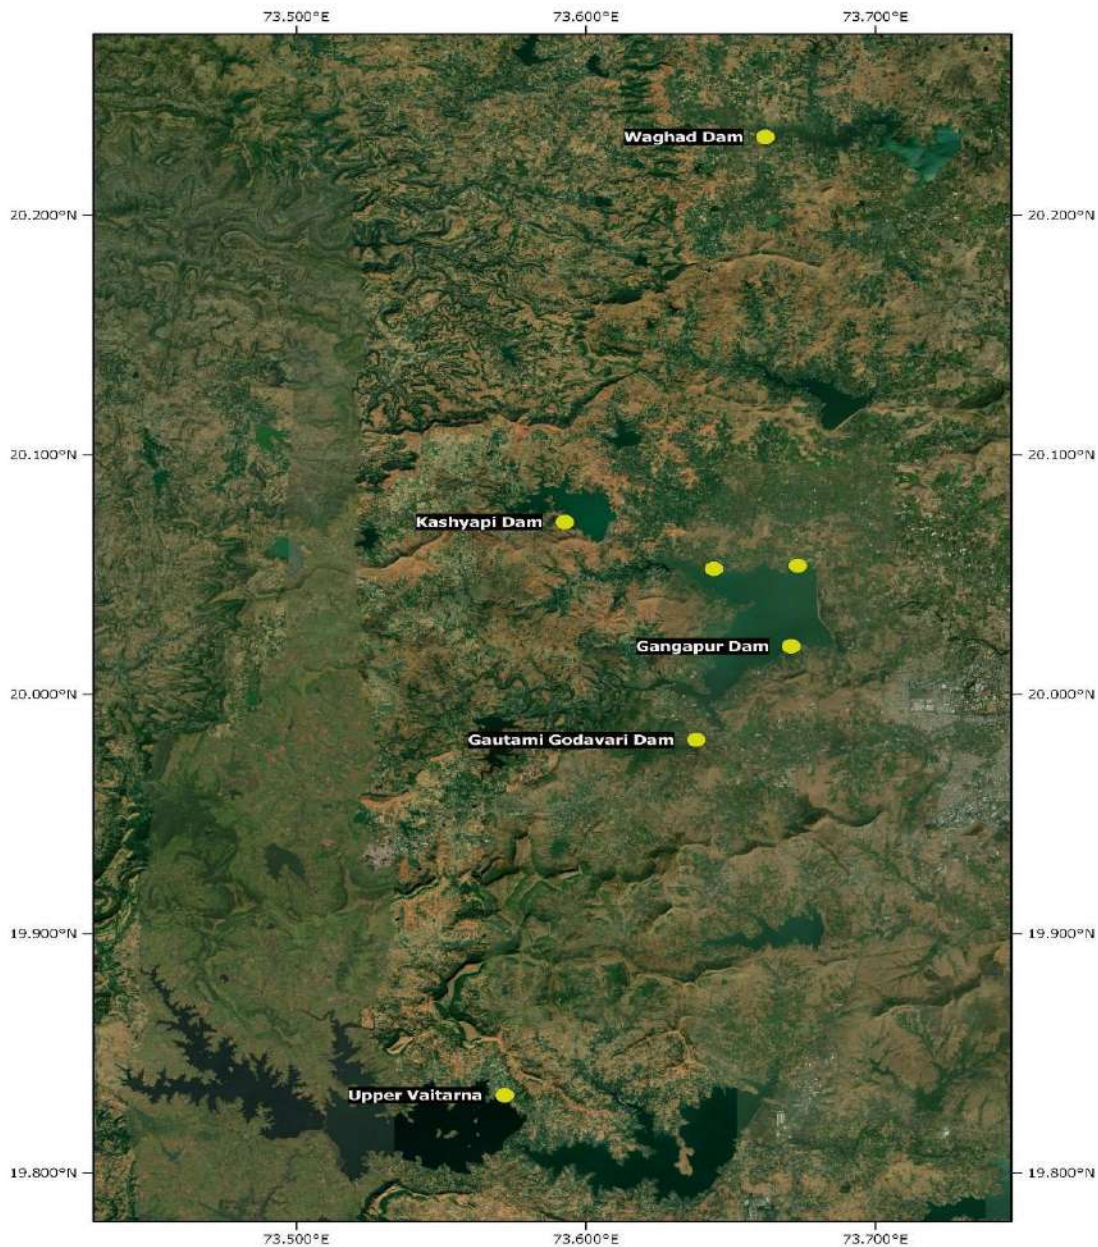 73.500°E 73.600°E 73.700°E
Waghad Dam
20.200°N 20.200°N
20.100°N 20.100°N
Kashyapi Dam
Gangapur Dam
20.000°N 20.000°N
Gautami Godavari Dam
19.900°N 19.900°N
Upper Vaitarna
19.800°N 19.800°N
73.500°E 73.600°E 73.700°E